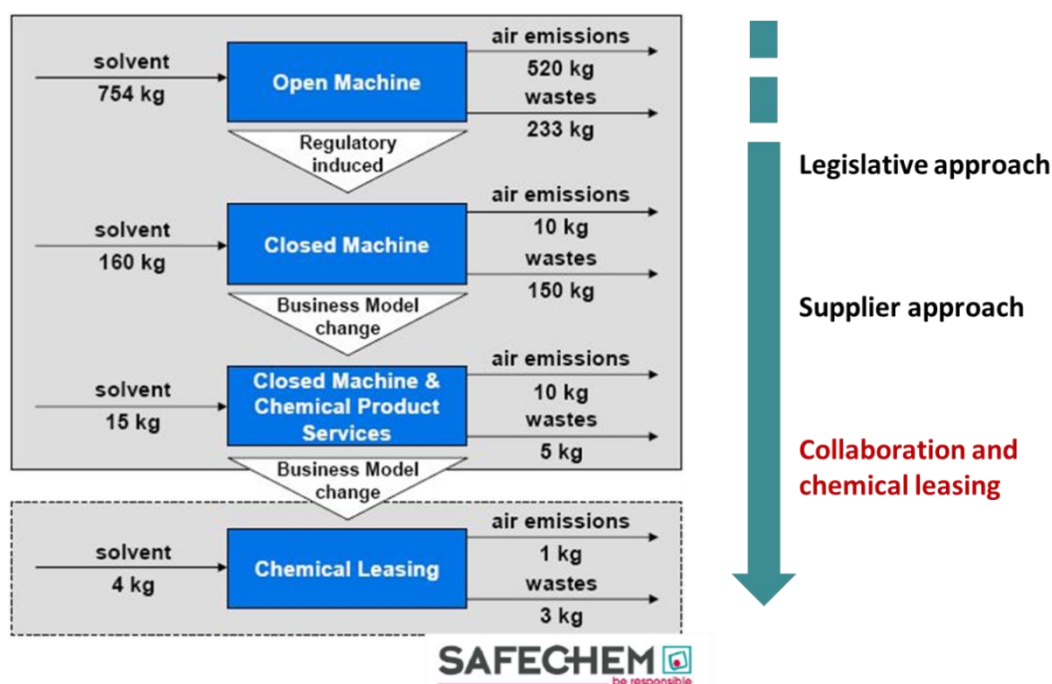 air emissions
solvent
520 kg
Open Machine
754 kg
wastes
233 kg
Regulatory
induced
Legislative approach
air emissions
solvent
10 kg
Closed Machine
160 kg
wastes
150 kg
Business Model
change
Supplier approach
air emissions
solvent
Closed Machine &
Chemical Product
Services
10 kg
15 kg
wastes
5 kg
Business Model
change
Collaboration and
chemical leasing
air emissions
solvent
1 kg
Chemical Leasing
4 kg
wastes
3 kg
SAFECHEM
be responsible